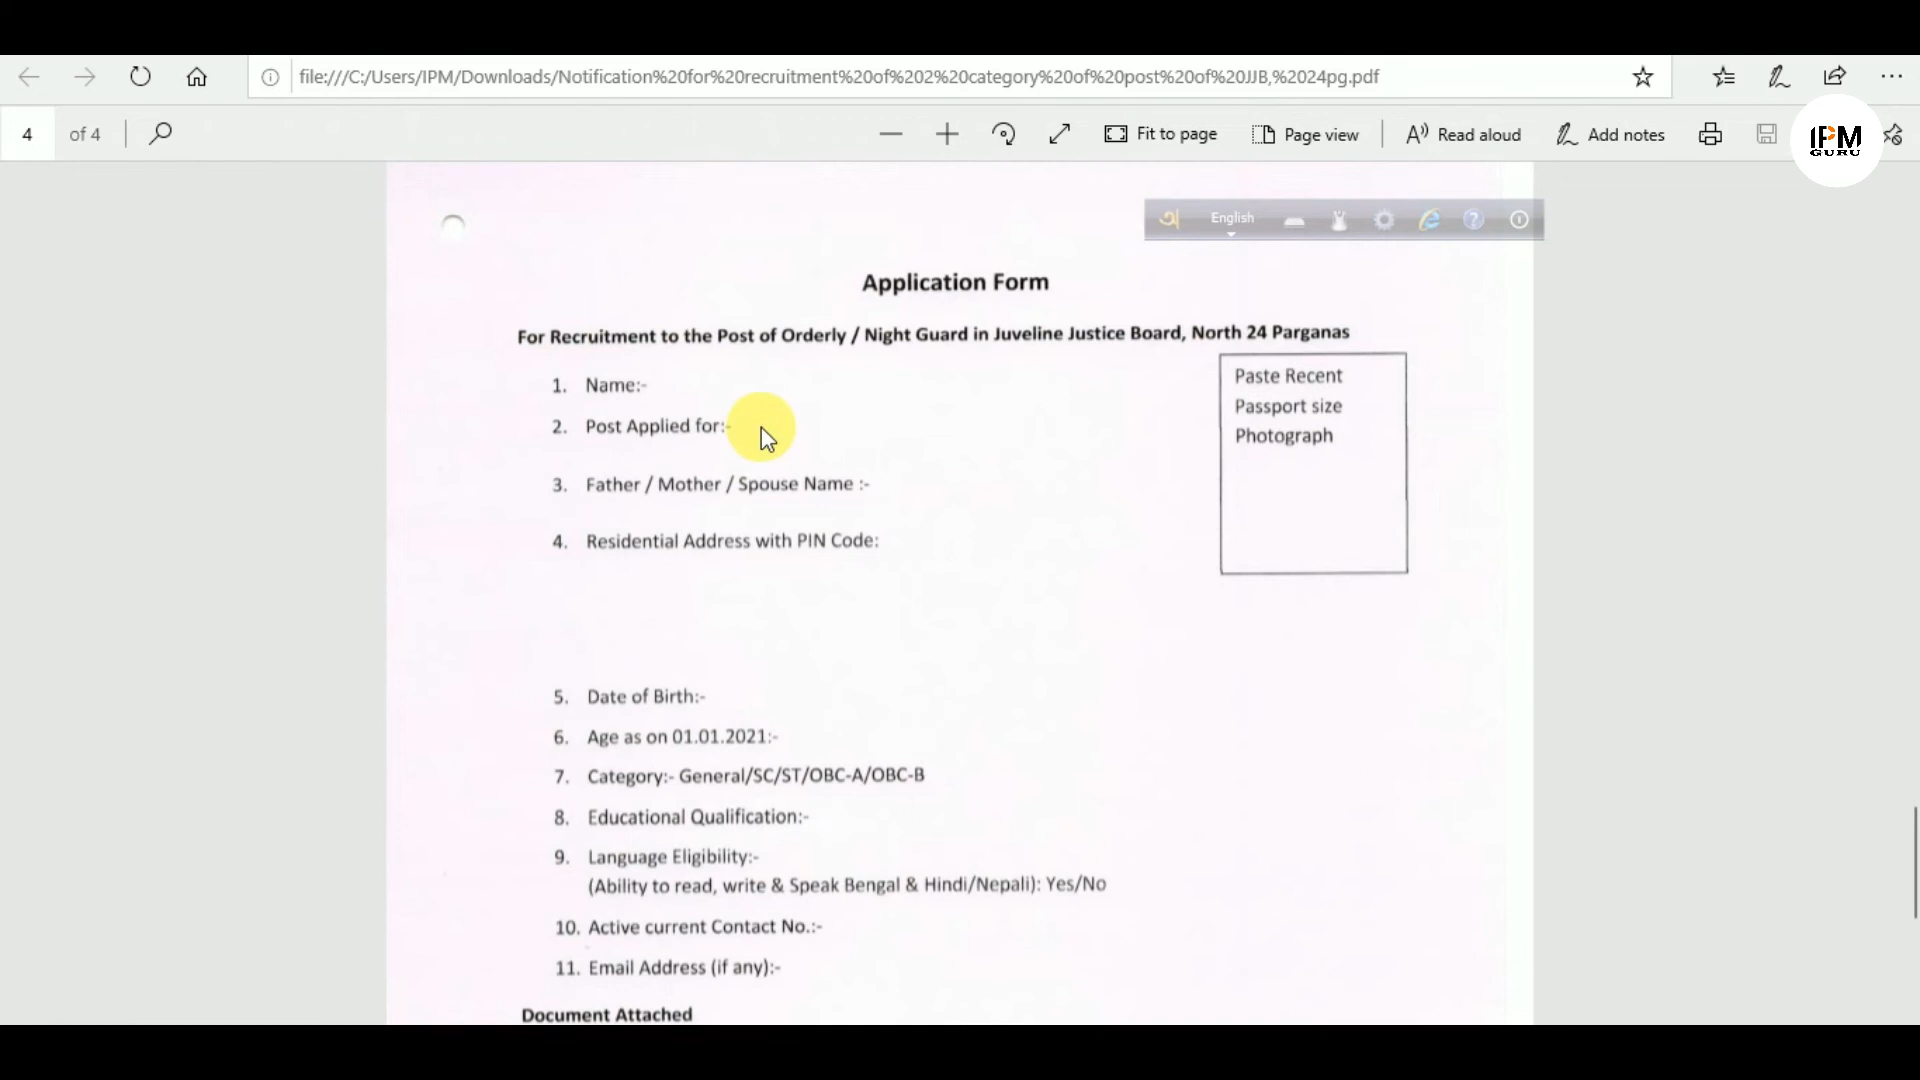 file:///C:/Users/IPM/Downloads/Notification%20for%20recruitment%20of%202%20category%20of%20post%20of%20JJB,%2024pg.pdf
4 of 4 Fit to page Page view Read aloud Add notes
IPM
GURU
অ English
Application Form
For Recruitment to the Post of Orderly / Night Guard in Juveline Justice Board, North 24 Parganas
Paste Recent
Passport size
Photograph
1. Name:-
2. Post Applied for:-
3. Father / Mother / Spouse Name :-
4. Residential Address with PIN Code:
5. Date of Birth:-
6. Age as on 01.01.2021:-
7. Category:- General/SC/ST/OBC-A/OBC-B
8. Educational Qualification:-
9. Language Eligibility:-
(Ability to read, write & Speak Bengal & Hindi/Nepali): Yes/No
10. Active current Contact No.:-
11. Email Address (if any):-
Document Attached